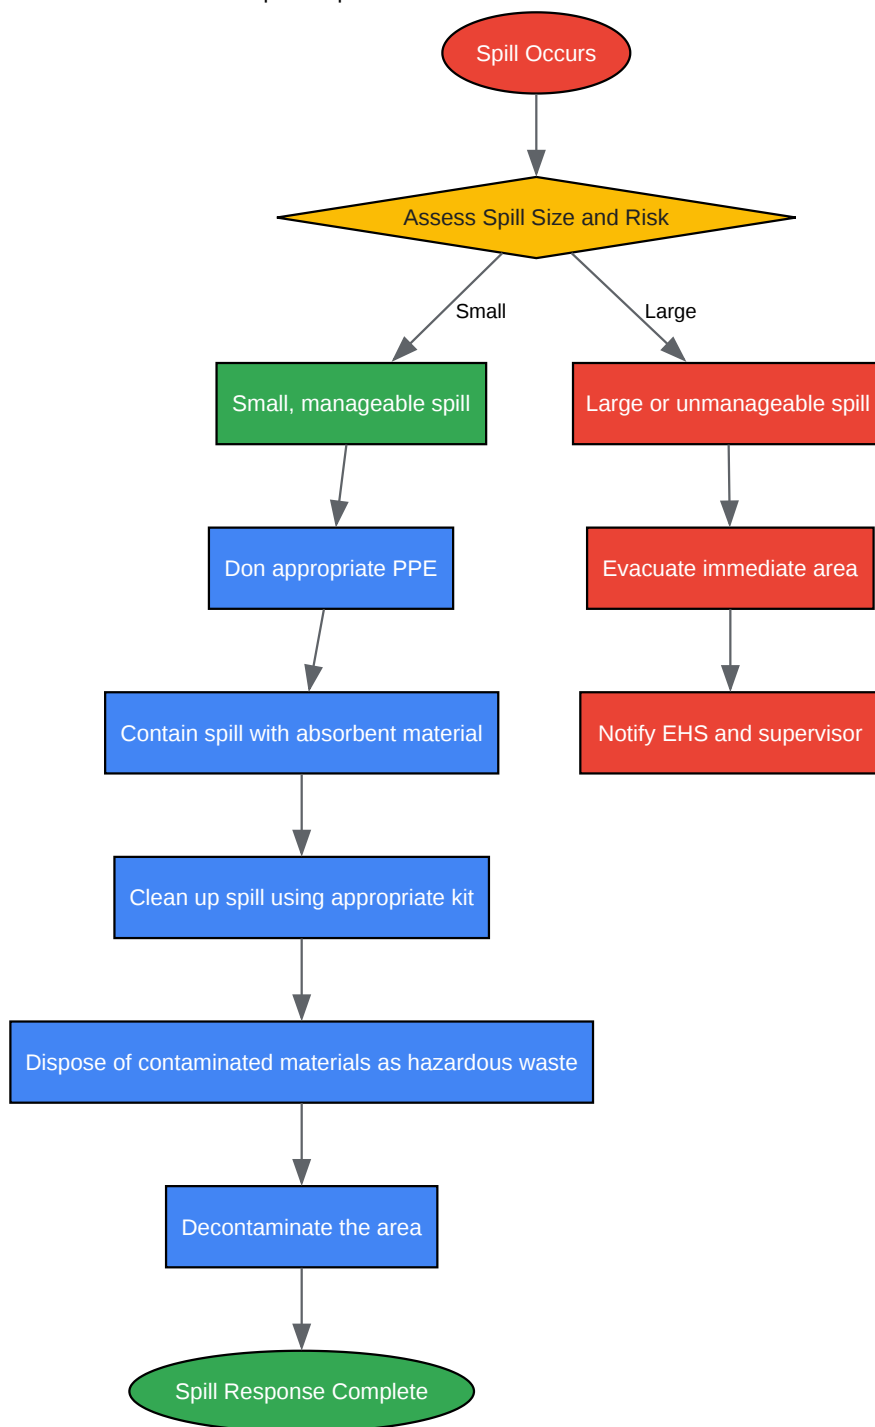 Spill Occurs
Assess Spill Size and Risk
Small
Large
Small, manageable spill
Large or unmanageable spill
Don appropriate PPE
Evacuate immediate area
Contain spill with absorbent material
Notify EHS and supervisor
Clean up spill using appropriate kit
Dispose of contaminated materials as hazardous waste
Decontaminate the area
Spill Response Complete